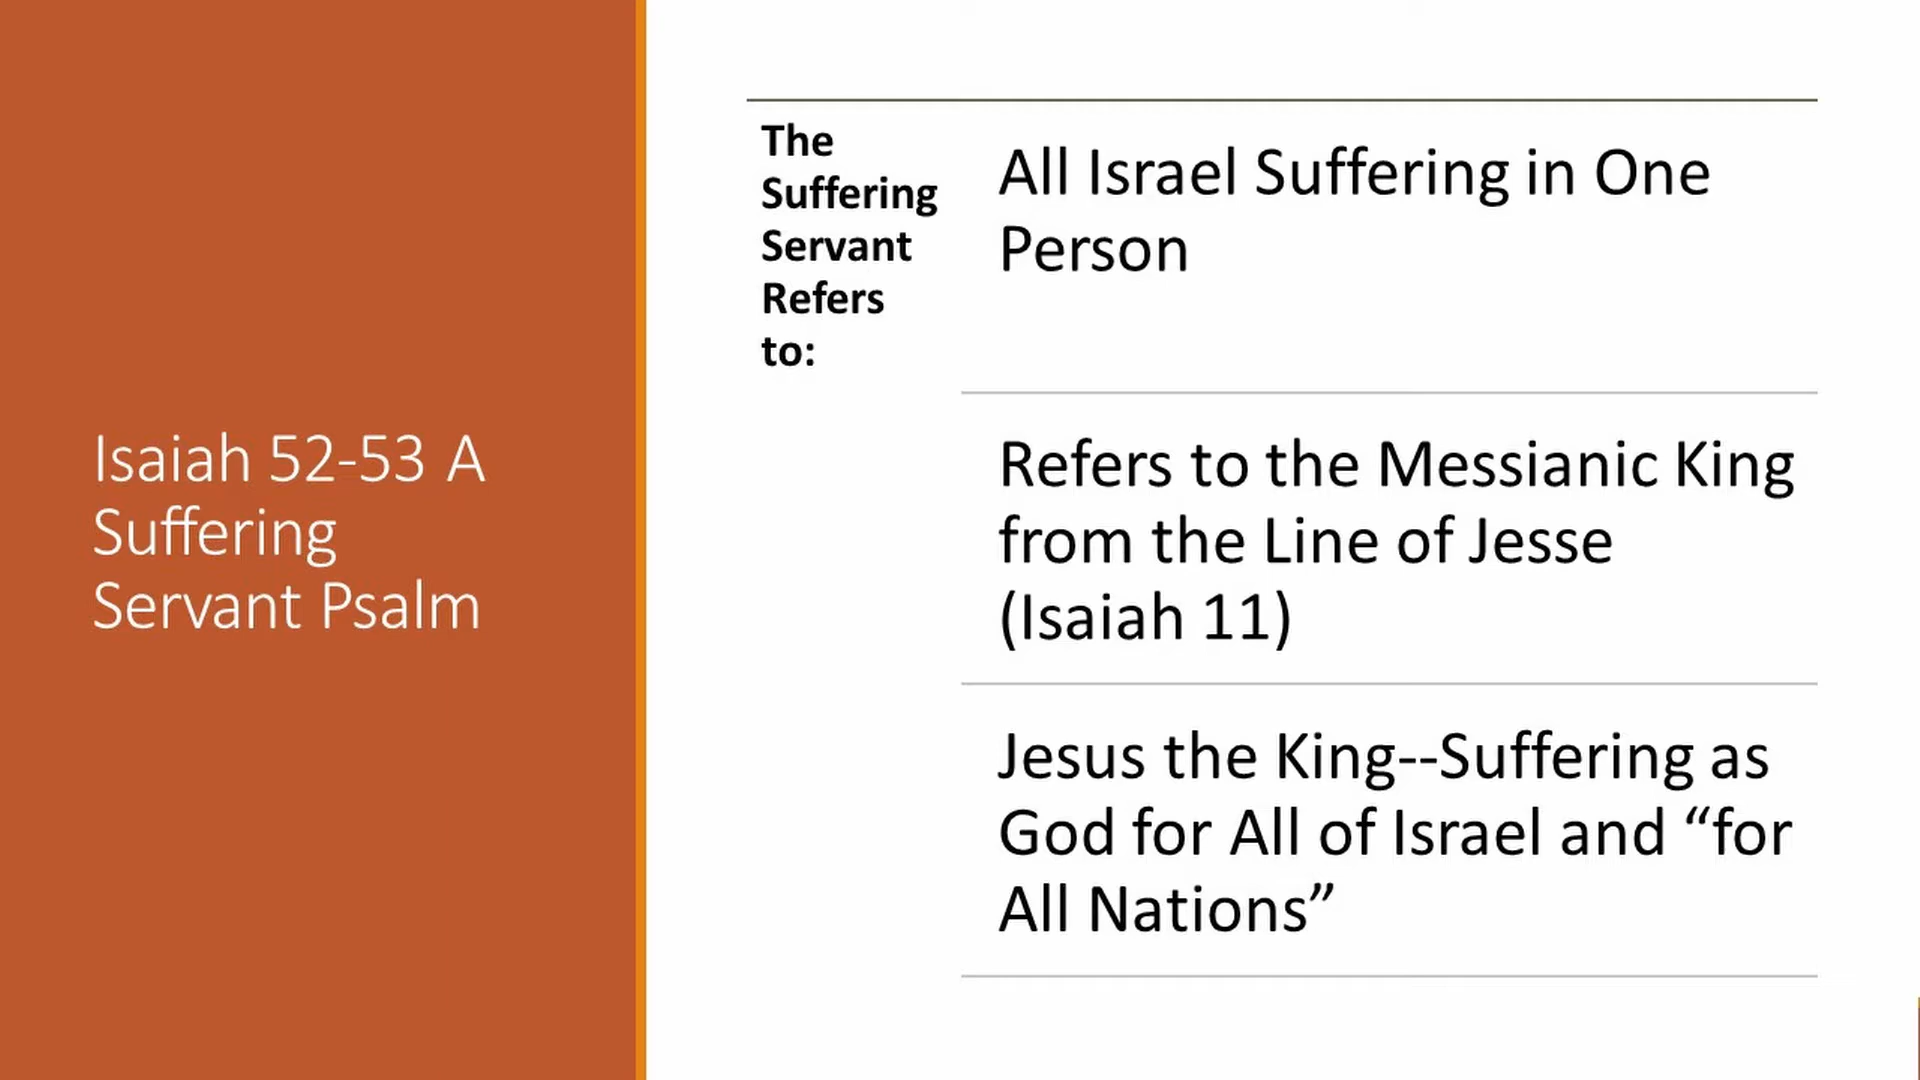 Isaiah 52-53 A
Suffering
Servant Psalm
The
Suffering
Servant
Refers
to:
All Israel Suffering in One
Person
Refers to the Messianic King
from the Line of Jesse
(Isaiah 11)
Jesus the King--Suffering as
God for All of Israel and “for
All Nations”